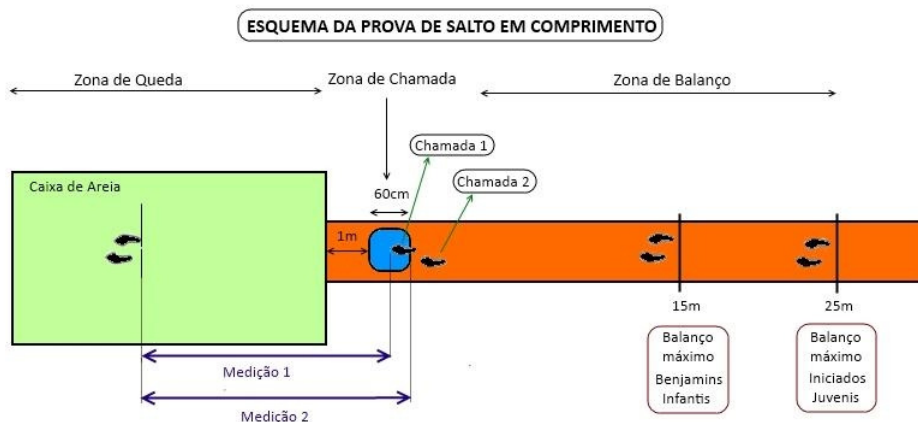 ESQUEMA DA PROVA DE SALTO EM COMPRIMENTO
Zona de Queda
Zona de Chamada
Zona de Balanço
Chamada 1
Chamada 2
Caixa de Areia
60cm
1m
15m
25m
Balanço
máximo
Benjamins
Infantis
Balanço
máximo
Iniciados
Juvenis
Medição 1
Medição 2